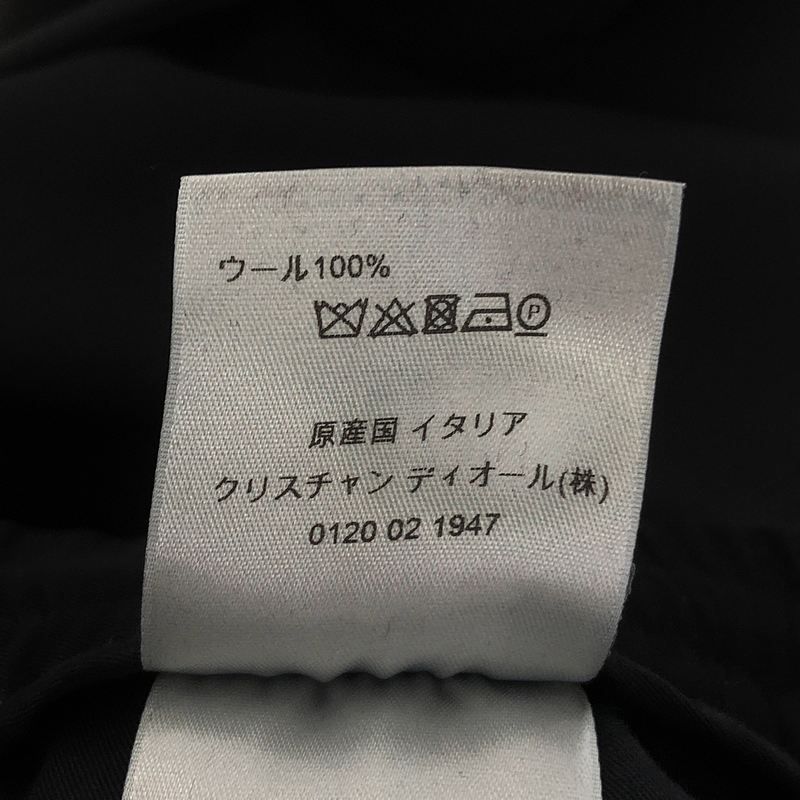 ウール100%
P
原産国 イタリア
クリスチャン ディオール(株)
0120 02 1947